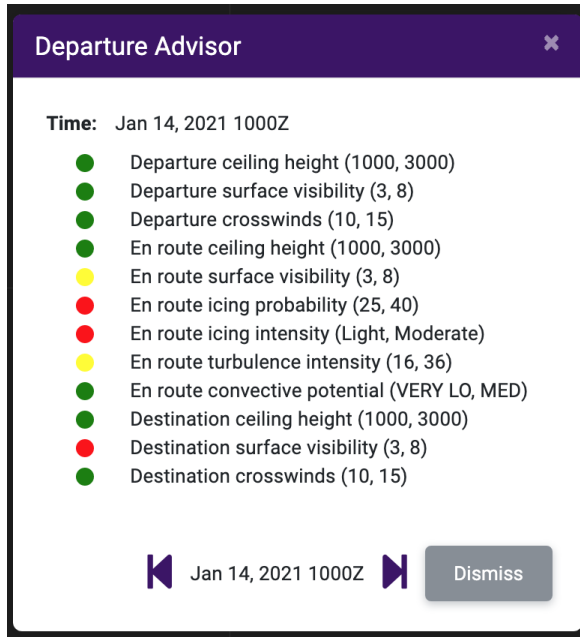 Departure Advisor
Time: Jan 14, 2021 1000Z
Departure ceiling height (1000, 3000)
Departure surface visibility (3, 8)
Departure crosswinds (10, 15)
En route ceiling height (1000, 3000)
En route surface visibility (3, 8)
En route icing probability (25, 40)
En route icing intensity (Light, Moderate)
En route turbulence intensity (16, 36)
En route convective potential (VERY LO, MED)
Destination ceiling height (1000, 3000)
Destination surface visibility (3, 8)
Destination crosswinds (10, 15)
Jan 14, 2021 1000Z Dismiss